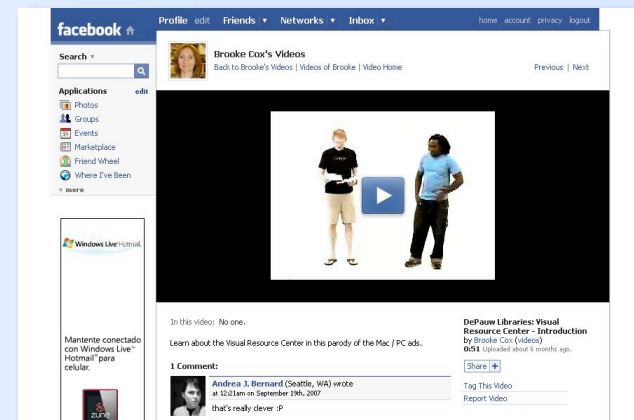 facebook
Profile edit Friends Networks Inbox
home account privacy logout
Search
Applications edit
Photos
Groups
Events
Marketplace
Friend Wheel
Where I've Been
more
Windows Live Hotmail
Mantente conectado
con Windows Live™
Hotmail® para
celular.
zune
Brooke Cox's Videos
Back to Brooke's Videos | Videos of Brooke | Video Home
Previous | Next
In this video: No one.
Learn about the Visual Resource Center in this parody of the Mac / PC ads.
1 Comment:
Andrea J. Bernard (Seattle, WA) wrote
at 12:21am on September 19th, 2007
that's really clever :P
DePauw Libraries: Visual
Resource Center - Introduction
by Brooke Cox (videos)
0:51 Uploaded about 6 months ago.
Share +
Tag This Video
Report Video